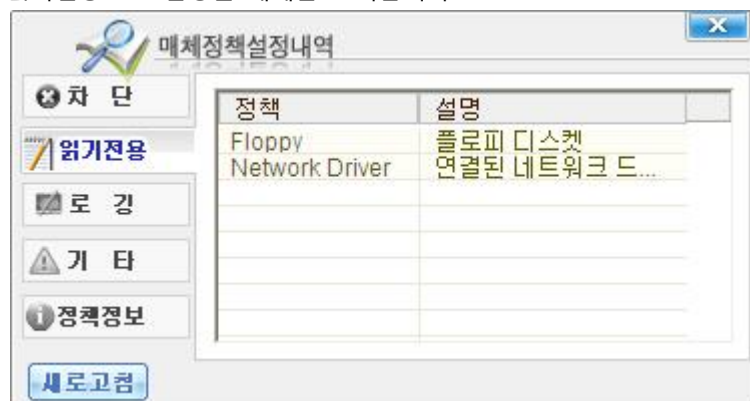 매체정책설정내역
차 단
읽기전용
로 깅
기 타
정책정보
새로고침
정책 설명
Floppy 플로피 디스켓
Network Driver 연결된 네트워크 드...